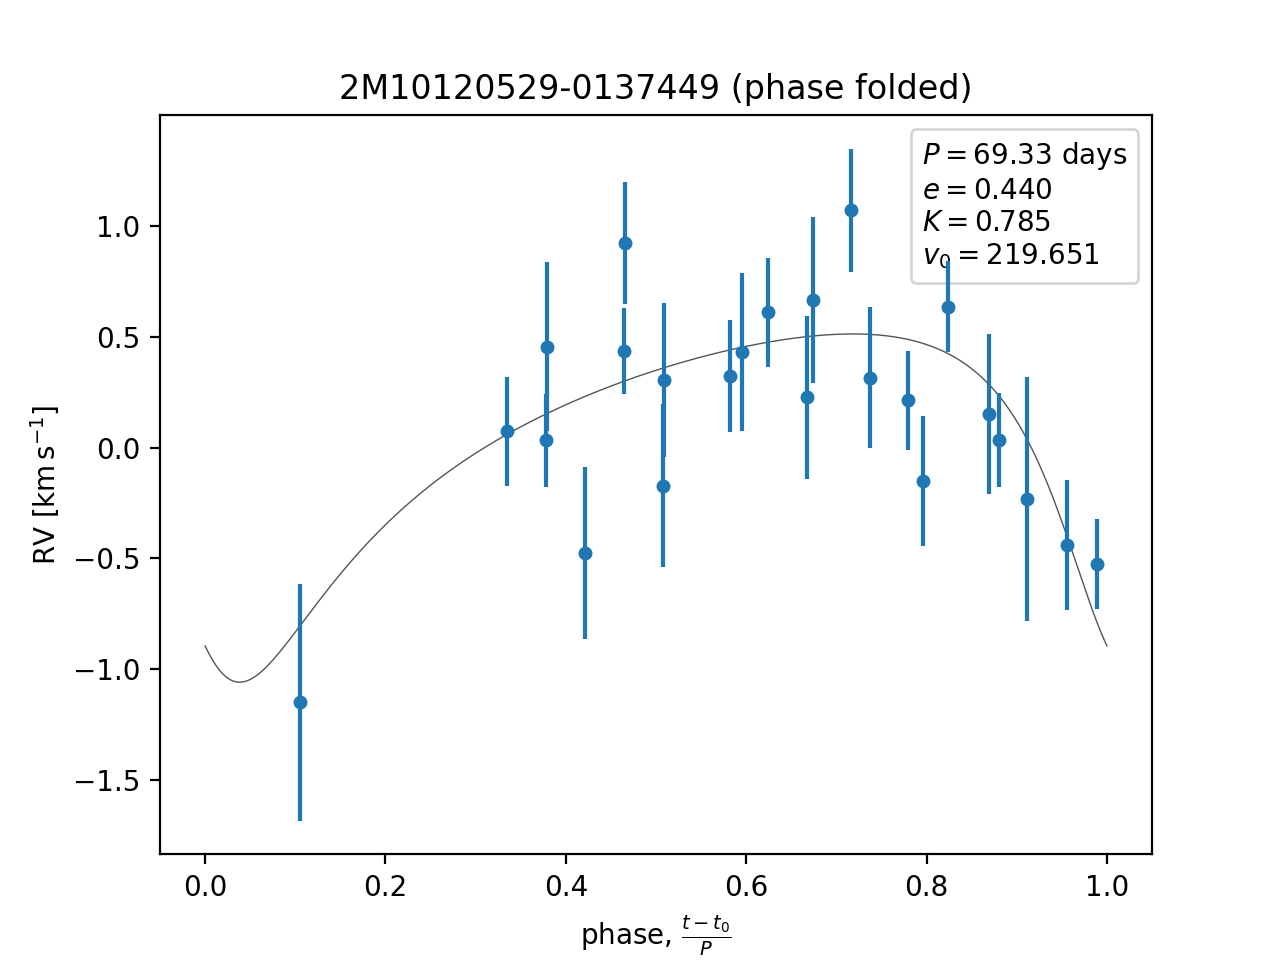 2M10120529-0137449 (phase folded)
P = 69.33 days
e = 0.440
K = 0.785
v₀ = 219.651
1.0
0.5
0.0
−0.5
−1.0
−1.5
RV [km s⁻¹]
0.0 0.2 0.4 0.6 0.8 1.0
phase, (t − t₀)/P